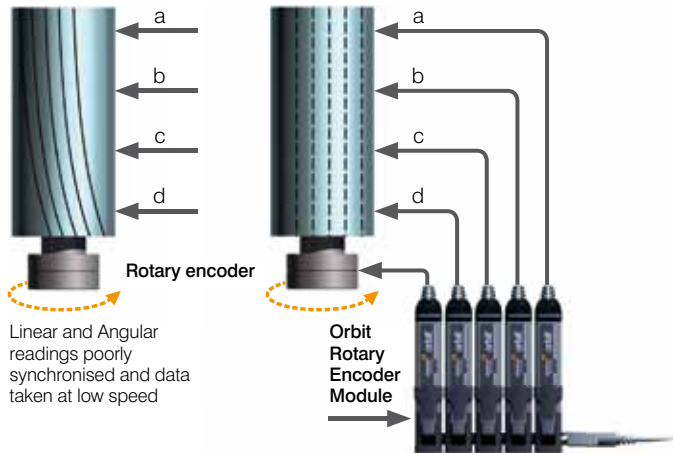 a
b
c
d
Rotary encoder
Linear and Angular
readings poorly
synchronised and data
taken at low speed
a
b
c
d
Orbit
Rotary
Encoder
Module